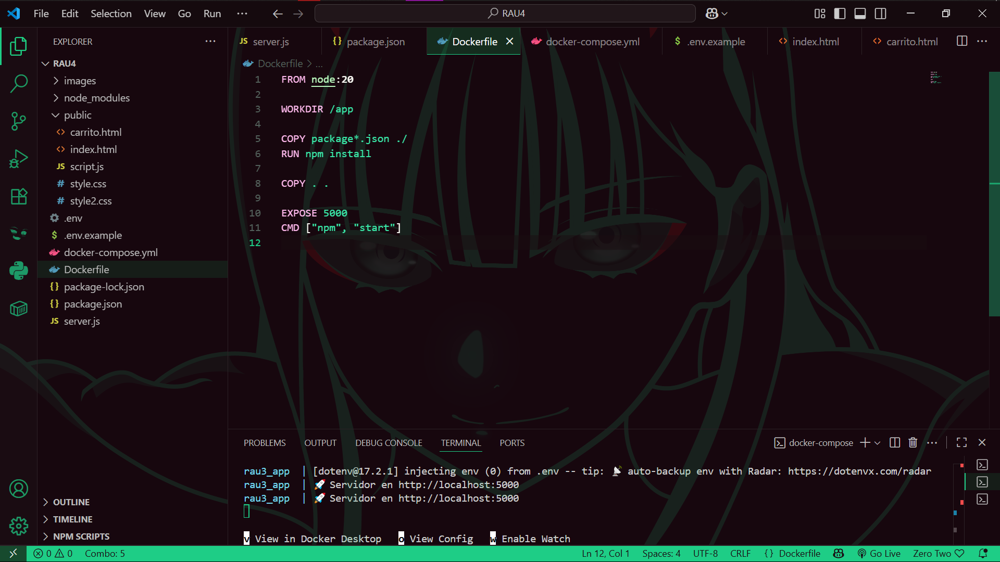 File Edit Selection View Go Run ···
RAU4
EXPLORER
RAU4
images
node_modules
public
carrito.html
index.html
JS script.js
# style.css
# style2.css
.env
$ .env.example
docker-compose.yml
Dockerfile
{} package-lock.json
{} package.json
JS server.js
OUTLINE
TIMELINE
NPM SCRIPTS
JS server.js {} package.json Dockerfile docker-compose.yml $ .env.example <> index.html <> carrito.html
Dockerfile > ...
1 FROM node:20
2
3 WORKDIR /app
4
5 COPY package*.json ./
6 RUN npm install
7
8 COPY . .
9
10 EXPOSE 5000
11 CMD ["npm", "start"]
12
PROBLEMS OUTPUT DEBUG CONSOLE TERMINAL PORTS
docker-compose
rau3_app | [dotenv@17.2.1] injecting env (0) from .env -- tip: 📡 auto-backup env with Radar: https://dotenvx.com/radar
rau3_app | 🚀 Servidor en http://localhost:5000
rau3_app | 🚀 Servidor en http://localhost:5000
v View in Docker Desktop o View Config w Enable Watch
0 0 Combo: 5
Ln 12, Col 1 Spaces: 4 UTF-8 CRLF {} Dockerfile Go Live Zero Two ♡